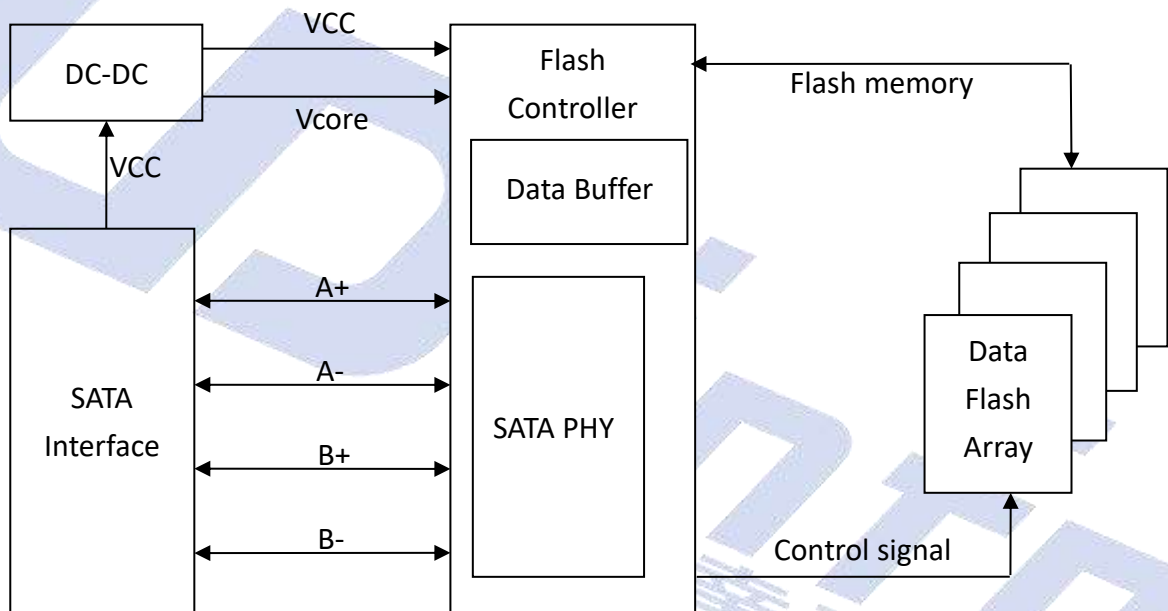 VCC
DC-DC
Vcore
VCC
Flash
Controller
Flash memory
Data Buffer
A+
A-
B+
B-
SATA
Interface
SATA PHY
Data
Flash
Array
Control signal